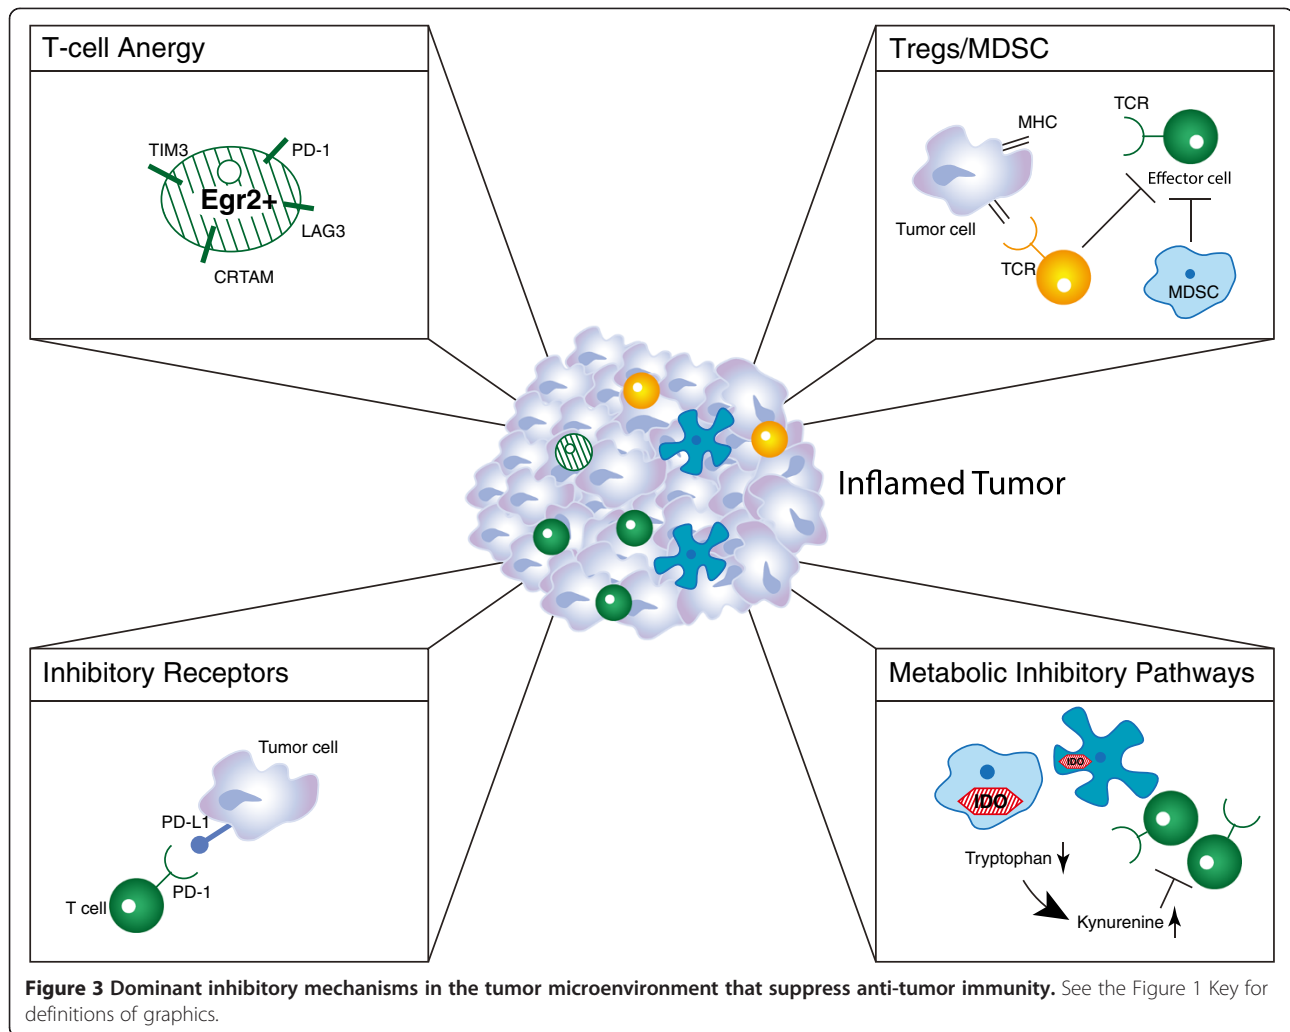 T-cell Anergy
TIM3
PD-1
Egr2+
LAG3
CRTAM
Tregs/MDSC
TCR
MHC
Effector cell
Tumor cell
TCR
MDSC
Inflamed Tumor
Inhibitory Receptors
Tumor cell
PD-L1
PD-1
T cell
Metabolic Inhibitory Pathways
IDO
IDO
Tryptophan
Kynurenine
Figure 3 Dominant inhibitory mechanisms in the tumor microenvironment that suppress anti-tumor immunity. See the Figure 1 Key for
definitions of graphics.